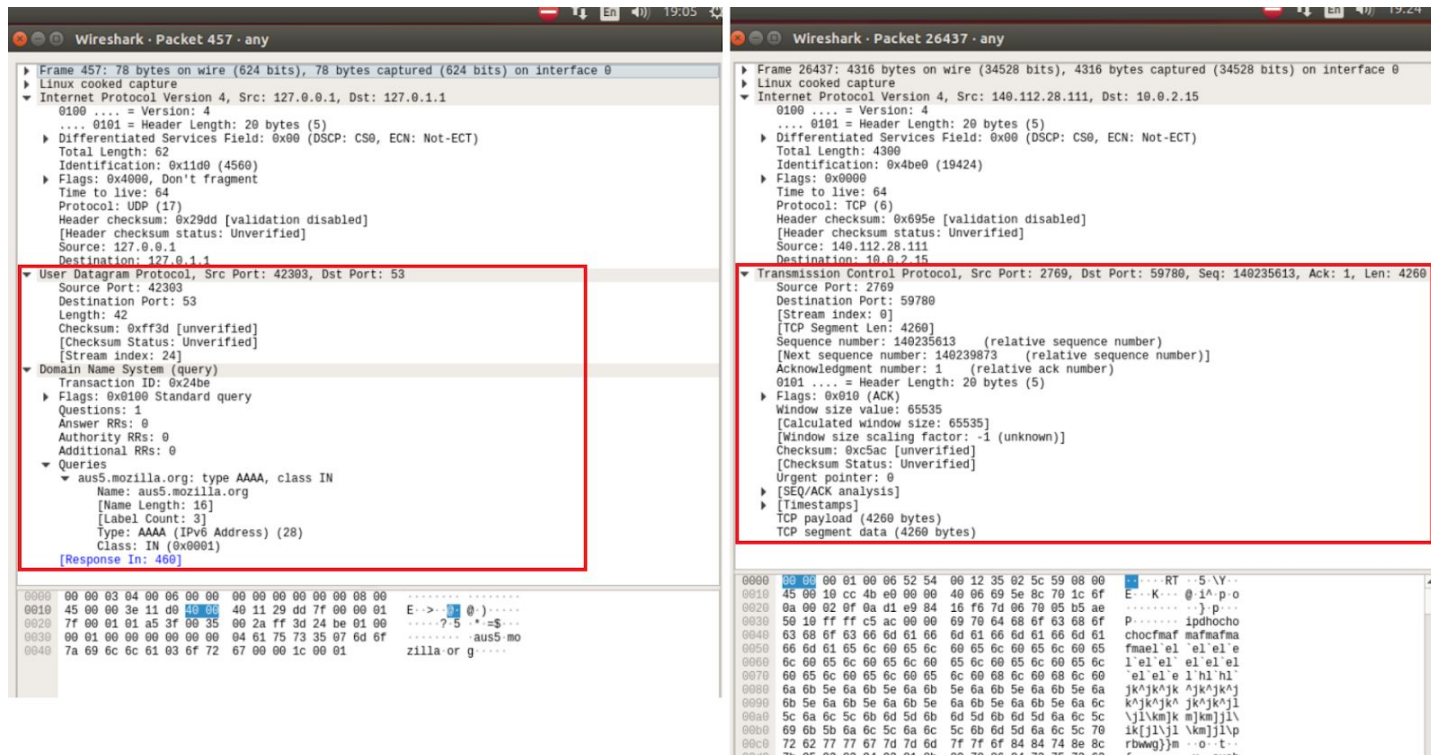 En 19:05
Wireshark · Packet 457 · any
Frame 457: 78 bytes on wire (624 bits), 78 bytes captured (624 bits) on interface 0
Linux cooked capture
Internet Protocol Version 4, Src: 127.0.0.1, Dst: 127.0.1.1
0100 .... = Version: 4
.... 0101 = Header Length: 20 bytes (5)
Differentiated Services Field: 0x00 (DSCP: CS0, ECN: Not-ECT)
Total Length: 62
Identification: 0x11d0 (4560)
Flags: 0x4000, Don't fragment
Time to live: 64
Protocol: UDP (17)
Header checksum: 0x29dd [validation disabled]
[Header checksum status: Unverified]
Source: 127.0.0.1
Destination: 127.0.1.1
User Datagram Protocol, Src Port: 42303, Dst Port: 53
Source Port: 42303
Destination Port: 53
Length: 42
Checksum: 0xff3d [unverified]
[Checksum Status: Unverified]
[Stream index: 24]
Domain Name System (query)
Transaction ID: 0x24be
Flags: 0x0100 Standard query
Questions: 1
Answer RRs: 0
Authority RRs: 0
Additional RRs: 0
Queries
aus5.mozilla.org: type AAAA, class IN
Name: aus5.mozilla.org
[Name Length: 16]
[Label Count: 3]
Type: AAAA (IPv6 Address) (28)
Class: IN (0x0001)
[Response In: 460]
0000 00 00 03 04 00 06 00 00 00 00 00 00 00 00 08 00 ········ ········
0010 45 00 00 3e 11 d0 40 00 40 11 29 dd 7f 00 00 01 E··>··@· @·)·····
0020 7f 00 01 01 a5 3f 00 35 00 2a ff 3d 24 be 01 00 ·····?·5 ·*·=$···
0030 00 01 00 00 00 00 00 00 04 61 75 73 35 07 6d 6f ········ ·aus5·mo
0040 7a 69 6c 6c 61 03 6f 72 67 00 00 1c 00 01 zilla·or g·····
En 19:24
Wireshark · Packet 26437 · any
Frame 26437: 4316 bytes on wire (34528 bits), 4316 bytes captured (34528 bits) on interface 0
Linux cooked capture
Internet Protocol Version 4, Src: 140.112.28.111, Dst: 10.0.2.15
0100 .... = Version: 4
.... 0101 = Header Length: 20 bytes (5)
Differentiated Services Field: 0x00 (DSCP: CS0, ECN: Not-ECT)
Total Length: 4300
Identification: 0x4be0 (19424)
Flags: 0x0000
Time to live: 64
Protocol: TCP (6)
Header checksum: 0x695e [validation disabled]
[Header checksum status: Unverified]
Source: 140.112.28.111
Destination: 10.0.2.15
Transmission Control Protocol, Src Port: 2769, Dst Port: 59780, Seq: 140235613, Ack: 1, Len: 4260
Source Port: 2769
Destination Port: 59780
[Stream index: 0]
[TCP Segment Len: 4260]
Sequence number: 140235613 (relative sequence number)
[Next sequence number: 140239873 (relative sequence number)]
Acknowledgment number: 1 (relative ack number)
0101 .... = Header Length: 20 bytes (5)
Flags: 0x010 (ACK)
Window size value: 65535
[Calculated window size: 65535]
[Window size scaling factor: -1 (unknown)]
Checksum: 0xc5ac [unverified]
[Checksum Status: Unverified]
Urgent pointer: 0
[SEQ/ACK analysis]
[Timestamps]
TCP payload (4260 bytes)
TCP segment data (4260 bytes)
0000 00 00 00 01 00 06 52 54 00 12 35 02 5c 59 08 00 ······RT ··5·\Y··
0010 45 00 10 cc 4b e0 00 00 40 06 69 5e 8c 70 1c 6f E···K··· @·i^·p·o
0020 0a 00 02 0f 0a d1 e9 84 16 f6 7d 06 70 05 b5 ae ········ ··}·p···
0030 50 10 ff ff c5 ac 00 00 69 70 64 68 6f 63 68 6f P······· ipdhocho
0040 63 68 6f 63 66 6d 61 66 6d 61 66 6d 61 66 6d 61 chocfmaf mafmafma
0050 66 6d 61 65 6c 60 65 6c 60 65 6c 60 65 6c 60 65 fmael`el `el`el`e
0060 6c 60 65 6c 60 65 6c 60 65 6c 60 65 6c 60 65 6c l`el`el` el`el`el
0070 60 65 6c 60 65 6c 60 65 6c 60 68 6c 60 68 6c 60 `el`el`e l`hl`hl`
0080 6a 6b 5e 6a 6b 5e 6a 6b 5e 6a 6b 5e 6a 6b 5e 6a jk^jk^jk ^jk^jk^j
0090 6b 5e 6a 6b 5e 6a 6b 5e 6a 6b 5e 6a 6b 5e 6a 6c k^jk^jk^ jk^jk^jl
00a0 5c 6a 6c 5c 6b 6d 5d 6b 6d 5d 6b 6d 5d 6a 6c 5c \jl\km]k m]km]jl\
00b0 69 6b 5b 6a 6c 5c 6a 6c 5c 6b 6d 5d 6a 6c 5c 70 ik[jl\jl \km]jl\p
00c0 72 62 77 77 67 7d 7d 6d 7f 7f 6f 84 84 74 8e 8c rbwwg}}m ··o··t··